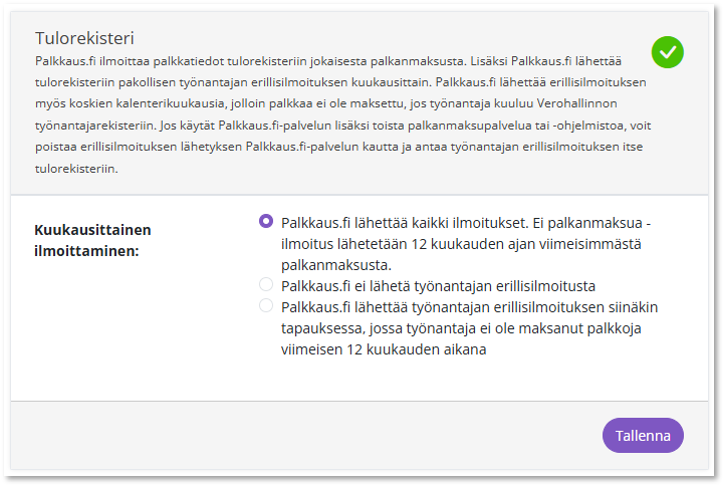 Tulorekisteri
Palkkaus.fi ilmoittaa palkkatiedot tulorekisteriin jokaisesta palkanmaksusta. Lisäksi Palkkaus.fi lähettää
tulorekisteriin pakollisen työnantajan erillisilmoituksen kuukausittain. Palkkaus.fi lähettää erillisilmoituksen
myös koskien kalenterikuukausia, jolloin palkkaa ei ole maksettu, jos työnantaja kuuluu Verohallinnon
työnantajarekisteriin. Jos käytät Palkkaus.fi-palvelun lisäksi toista palkanmaksupalvelua tai -ohjelmistoa, voit
poistaa erillisilmoituksen lähetyksen Palkkaus.fi-palvelun kautta ja antaa työnantajan erillisilmoituksen itse
tulorekisteriin.
Kuukausittainen
ilmoittaminen:
Palkkaus.fi lähettää kaikki ilmoitukset. Ei palkanmaksua -
ilmoitus lähetetään 12 kuukauden ajan viimeisimmästä
palkanmaksusta.
Palkkaus.fi ei lähetä työnantajan erillisilmoitusta
Palkkaus.fi lähettää työnantajan erillisilmoituksen siinäkin
tapauksessa, jossa työnantaja ei ole maksanut palkkoja
viimeisen 12 kuukauden aikana
Tallenna